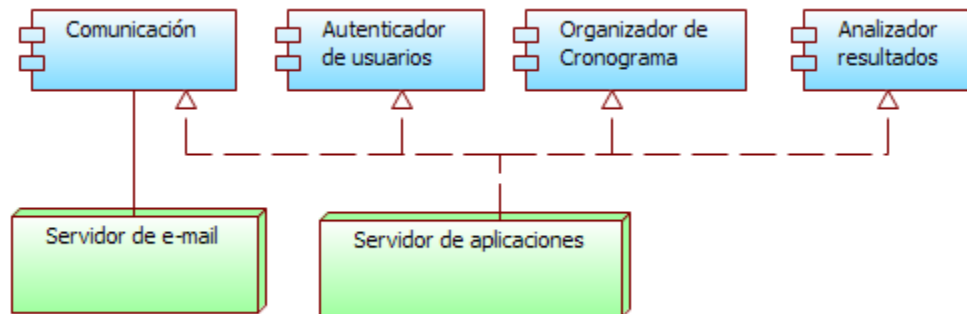 Comunicación
Autenticador
de usuarios
Organizador de
Cronograma
Analizador
resultados
Servidor de e-mail
Servidor de aplicaciones